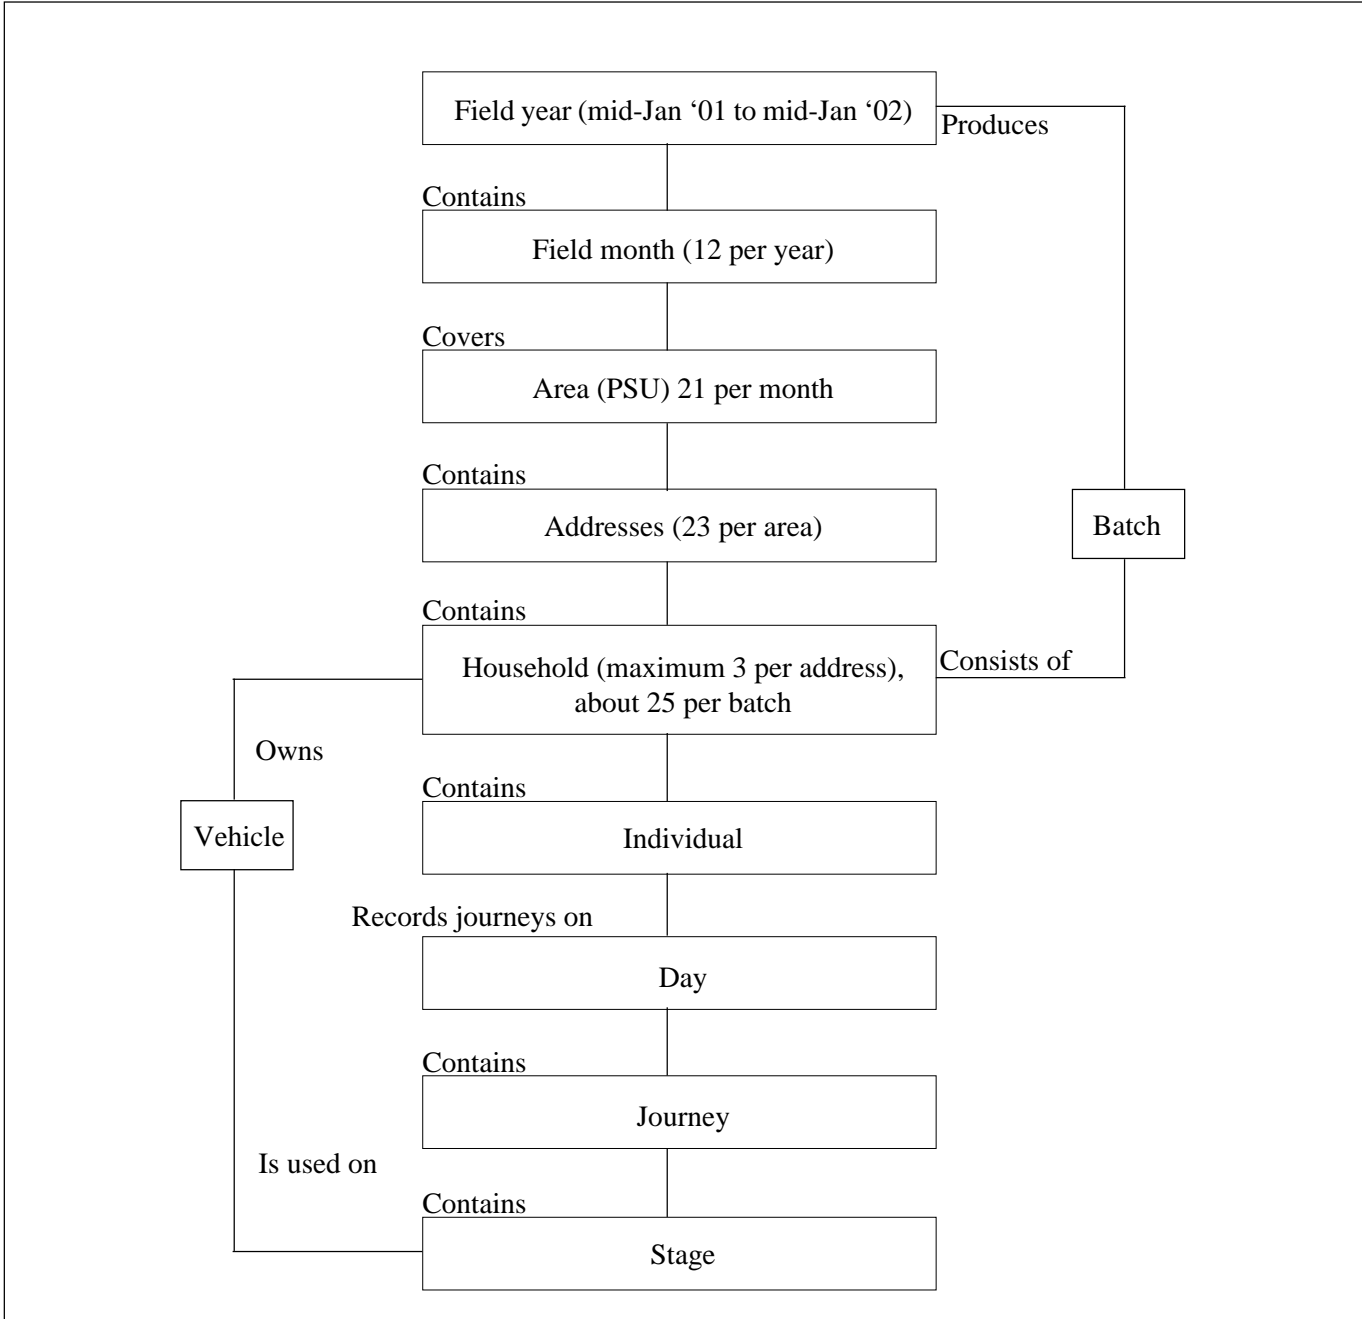 Field year (mid-Jan ‘01 to mid-Jan ‘02)
Produces
Contains
Field month (12 per year)
Covers
Area (PSU) 21 per month
Contains
Addresses (23 per area)
Batch
Contains
Household (maximum 3 per address),
about 25 per batch
Consists of
Owns
Contains
Vehicle
Individual
Records journeys on
Day
Contains
Journey
Is used on
Contains
Stage